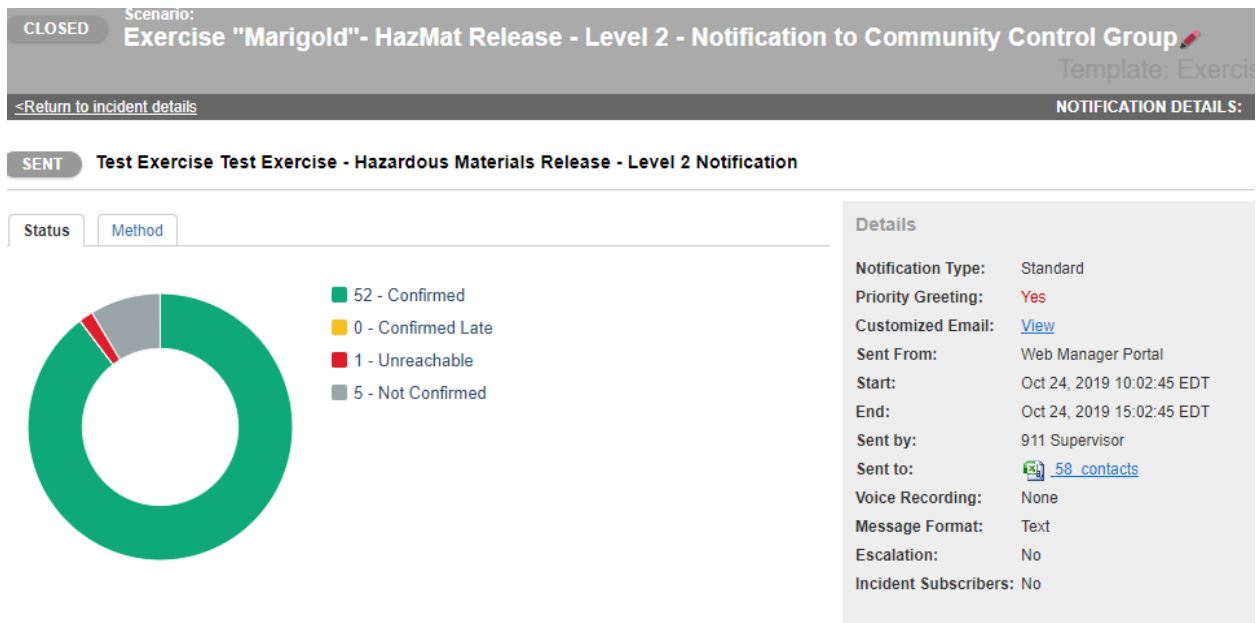 CLOSED
Scenario:
Exercise "Marigold"- HazMat Release - Level 2 - Notification to Community Control Group
Template: Exercis
<Return to incident details
NOTIFICATION DETAILS:
SENT
Test Exercise Test Exercise - Hazardous Materials Release - Level 2 Notification
Status
Method
52 - Confirmed
0 - Confirmed Late
1 - Unreachable
5 - Not Confirmed
Details
Notification Type: Standard
Priority Greeting: Yes
Customized Email: View
Sent From: Web Manager Portal
Start: Oct 24, 2019 10:02:45 EDT
End: Oct 24, 2019 15:02:45 EDT
Sent by: 911 Supervisor
Sent to: 58 contacts
Voice Recording: None
Message Format: Text
Escalation: No
Incident Subscribers: No